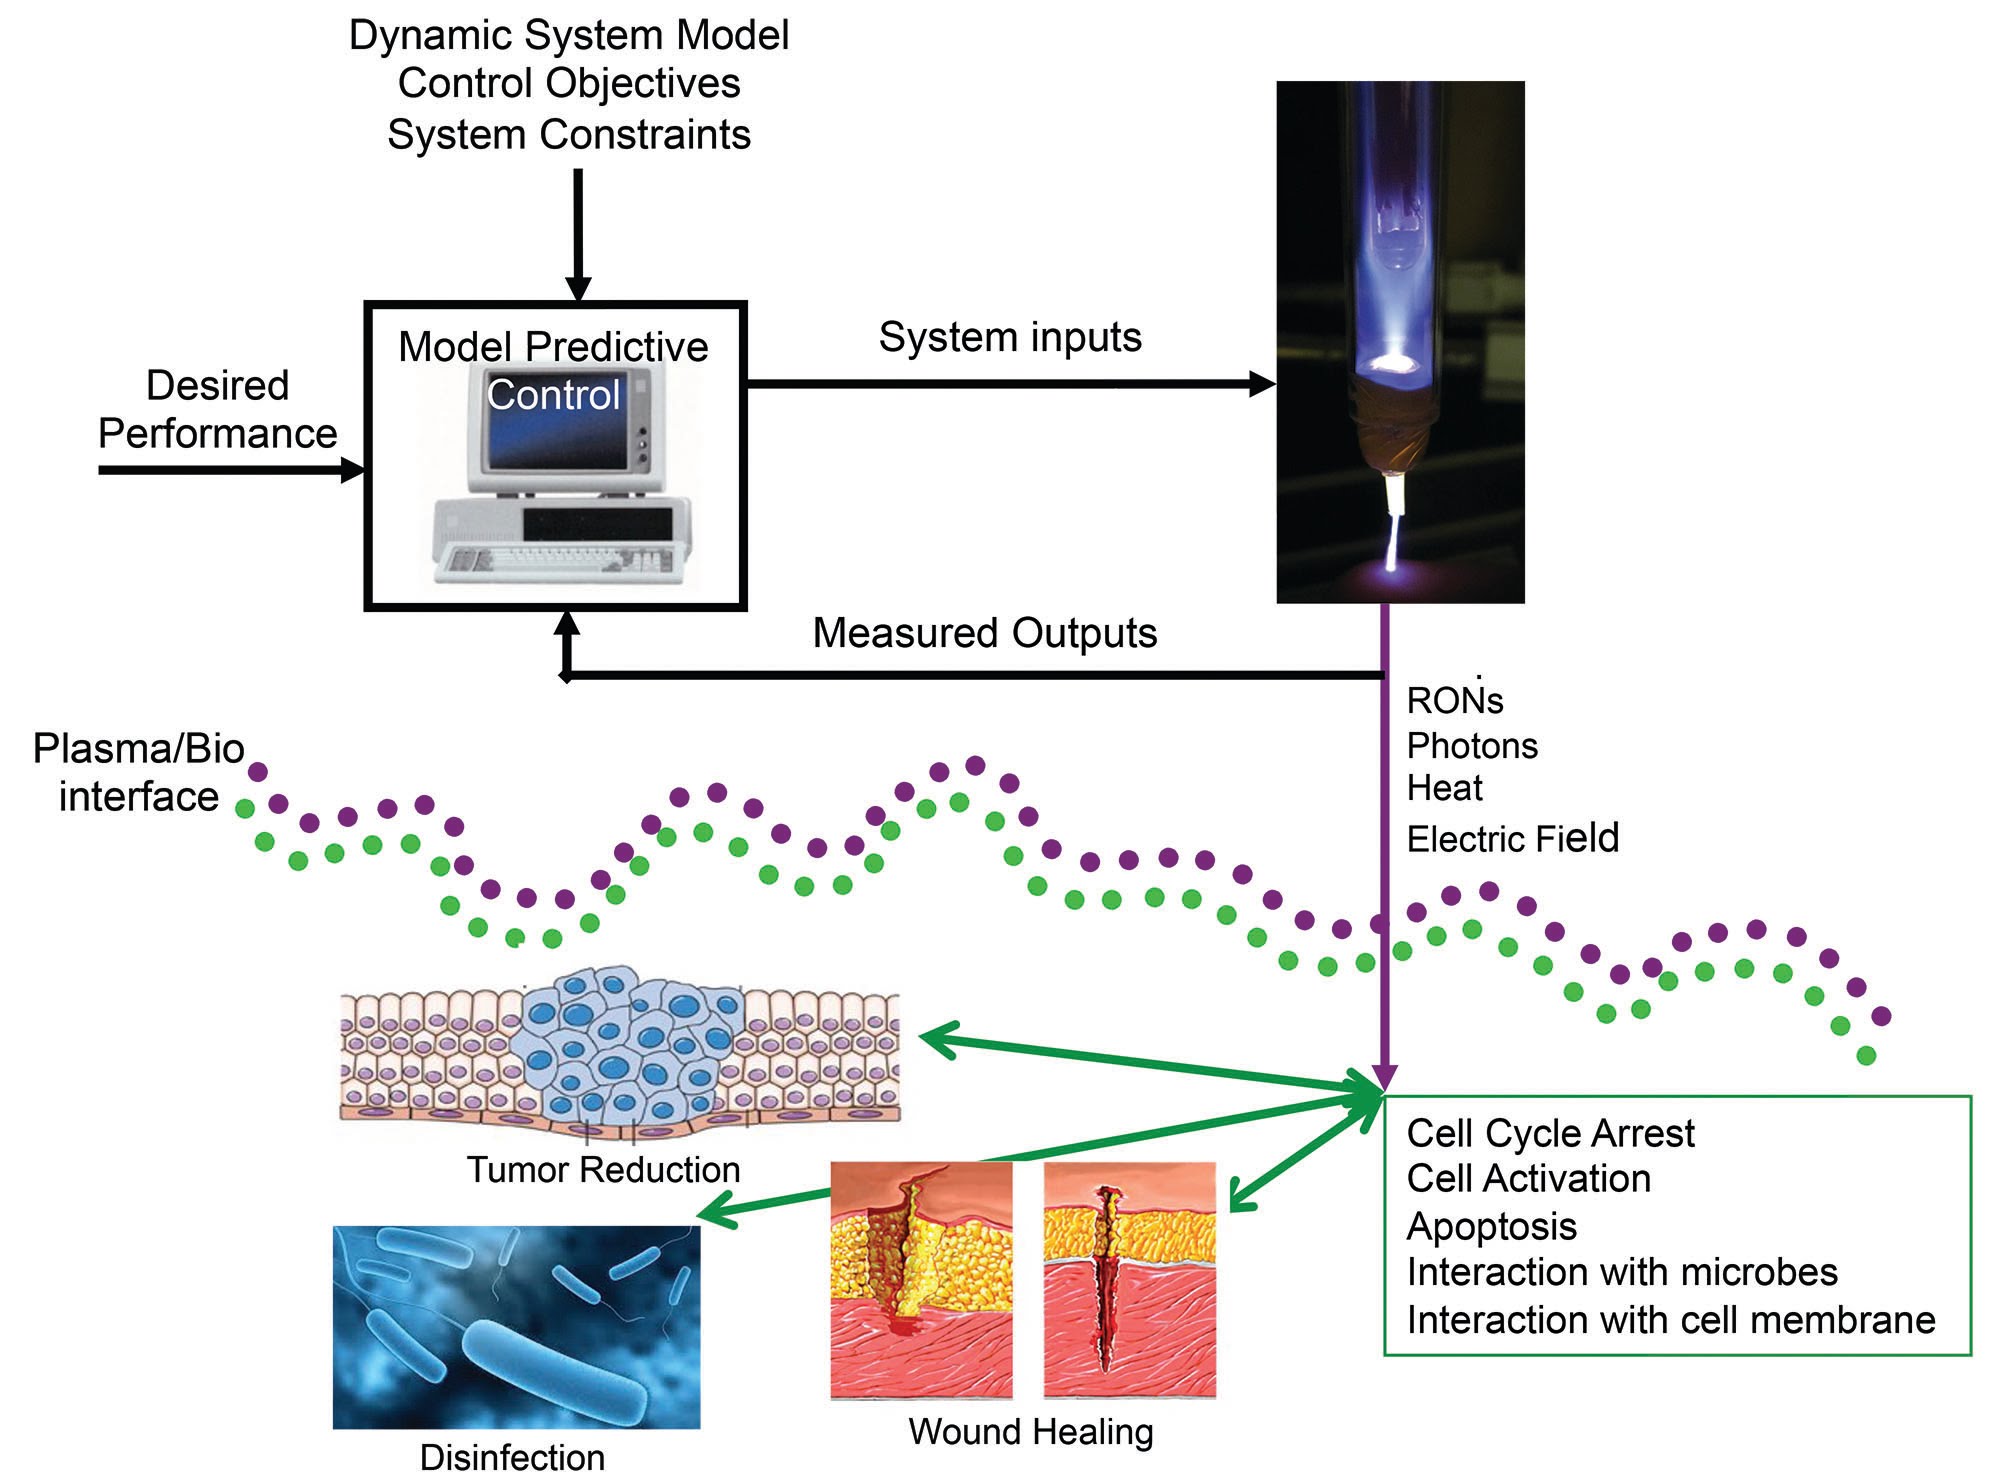 Dynamic System Model
Control Objectives
System Constraints
Model Predictive
Control
System inputs
Desired
Performance
Measured Outputs
RONs
Photons
Heat
Electric Field
Plasma/Bio
interface
Tumor Reduction
Cell Cycle Arrest
Cell Activation
Apoptosis
Interaction with microbes
Interaction with cell membrane
Wound Healing
Disinfection